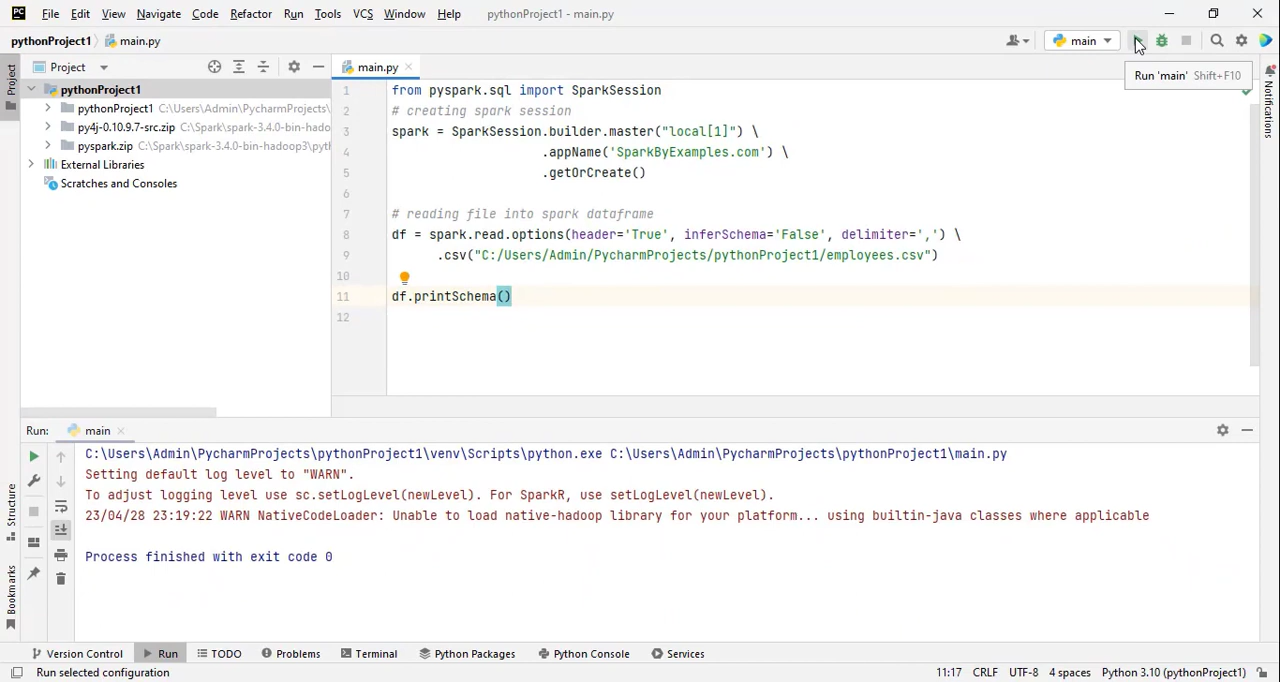 PC File Edit View Navigate Code Refactor Run Tools VCS Window Help pythonProject1 - main.py
pythonProject1 main.py main
Run 'main' Shift+F10
Project
main.py
Project
pythonProject1
pythonProject1 C:\Users\Admin\PycharmProjects\
py4j-0.10.9.7-src.zip C:\Spark\spark-3.4.0-bin-hado
pyspark.zip C:\Spark\spark-3.4.0-bin-hadoop3\pyt
External Libraries
Scratches and Consoles
1 from pyspark.sql import SparkSession
2 # creating spark session
3 spark = SparkSession.builder.master("local[1]") \
4 .appName('SparkByExamples.com') \
5 .getOrCreate()
6
7 # reading file into spark dataframe
8 df = spark.read.options(header='True', inferSchema='False', delimiter=',') \
9 .csv("C:/Users/Admin/PycharmProjects/pythonProject1/employees.csv")
10
11 df.printSchema()
12
Notifications
Run: main
C:\Users\Admin\PycharmProjects\pythonProject1\venv\Scripts\python.exe C:\Users\Admin\PycharmProjects\pythonProject1\main.py
Setting default log level to "WARN".
To adjust logging level use sc.setLogLevel(newLevel). For SparkR, use setLogLevel(newLevel).
23/04/28 23:19:22 WARN NativeCodeLoader: Unable to load native-hadoop library for your platform... using builtin-java classes where applicable
Process finished with exit code 0
Structure
Bookmarks
Version Control Run TODO Problems Terminal Python Packages Python Console Services
Run selected configuration 11:17 CRLF UTF-8 4 spaces Python 3.10 (pythonProject1)